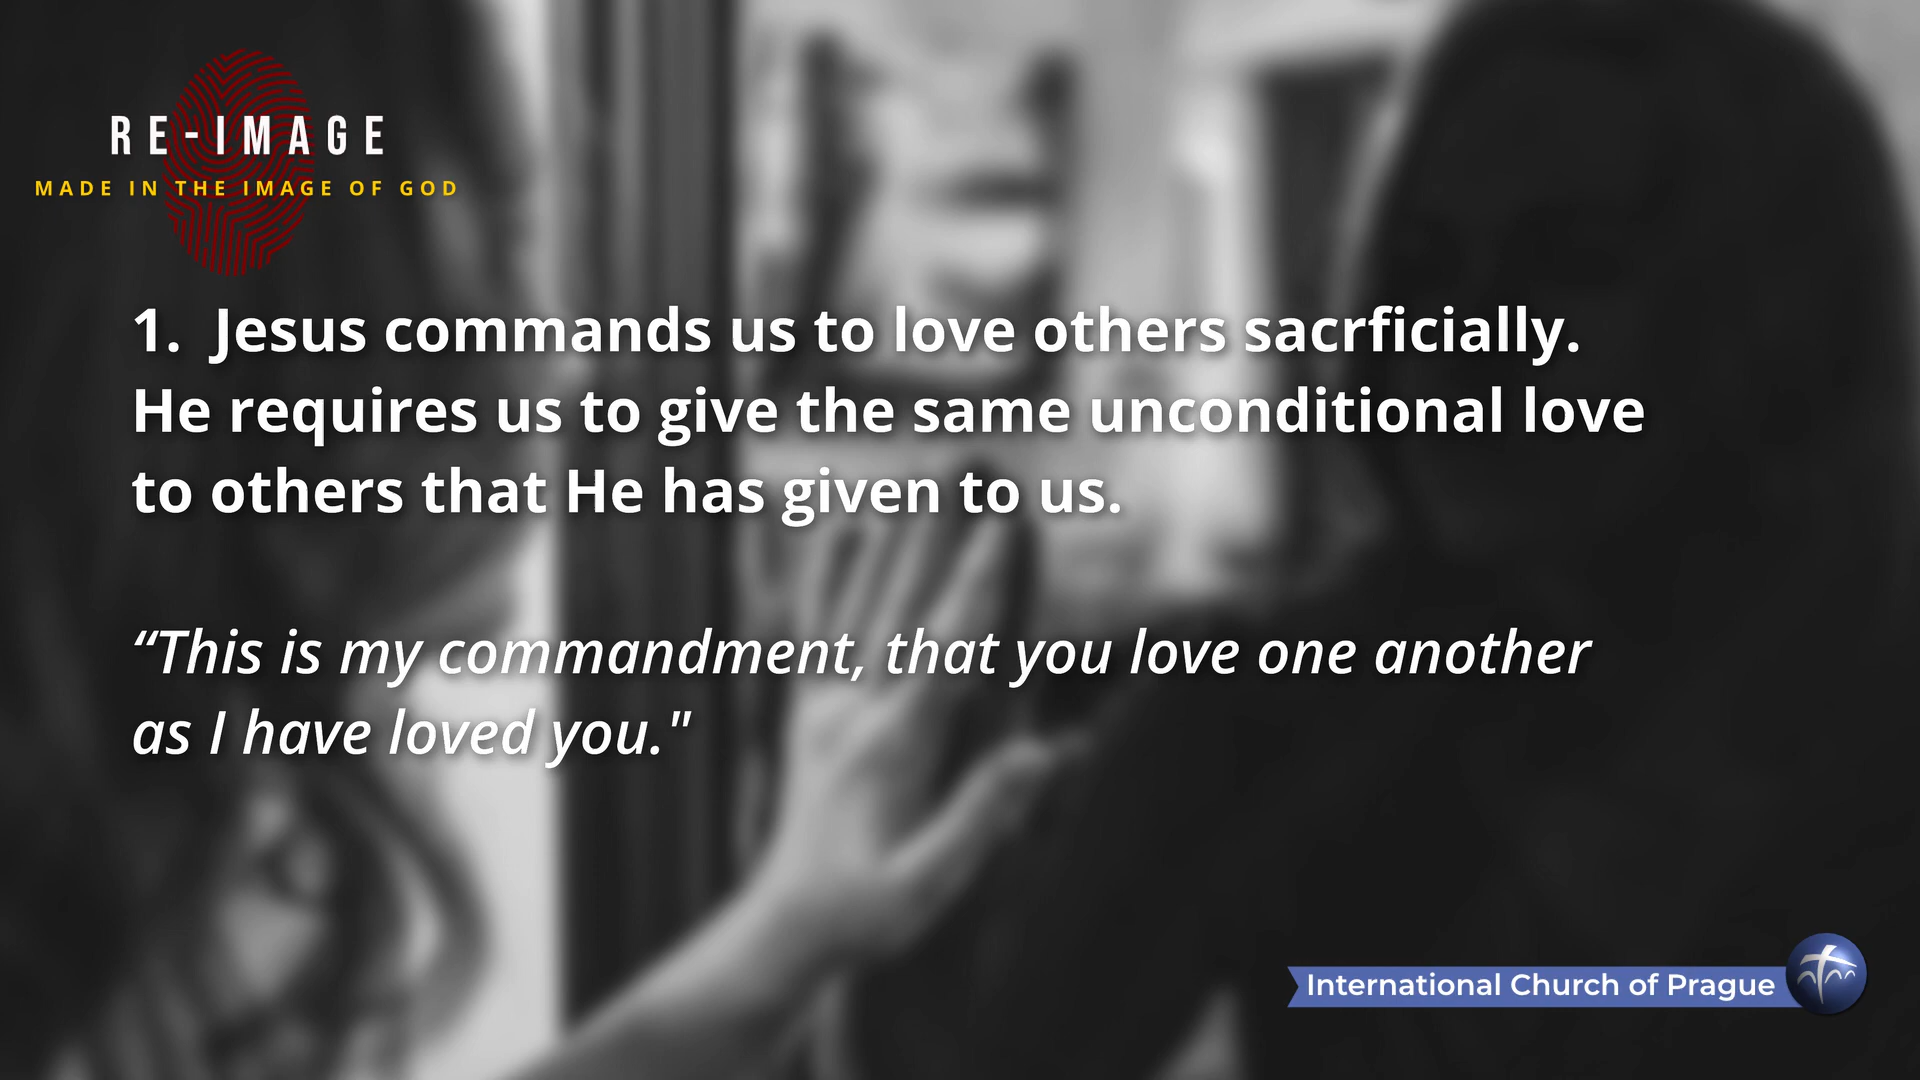 RE-IMAGE
MADE IN THE IMAGE OF GOD
1. Jesus commands us to love others sacrficially.
He requires us to give the same unconditional love
to others that He has given to us.
“This is my commandment, that you love one another
as I have loved you."
International Church of Prague